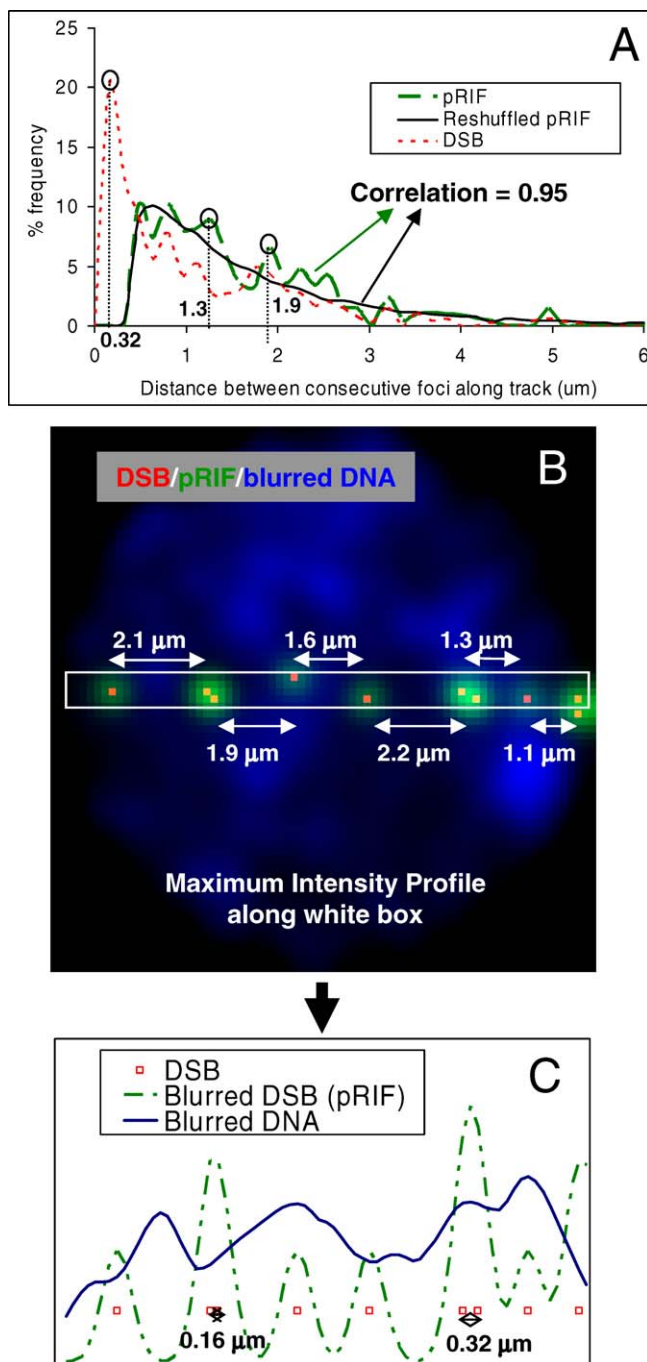 A
25
20
15
10
5
0
% frequency
pRIF
Reshuffled pRIF
DSB
Correlation = 0.95
0.32
1.3
1.9
0 1 2 3 4 5 6
Distance between consecutive foci along track (um)
DSB/pRIF/blurred DNA
B
2.1 µm
1.6 µm
1.3 µm
1.9 µm
2.2 µm
1.1 µm
Maximum Intensity Profile
along white box
C
DSB
Blurred DSB (pRIF)
Blurred DNA
0.16 µm
0.32 µm